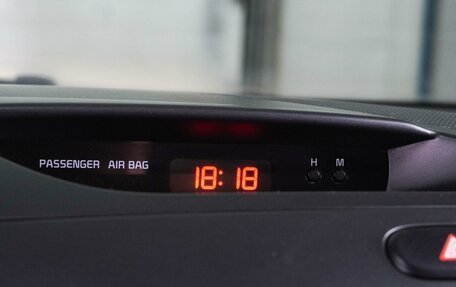 PASSENGER AIR BAG 18:18 H M